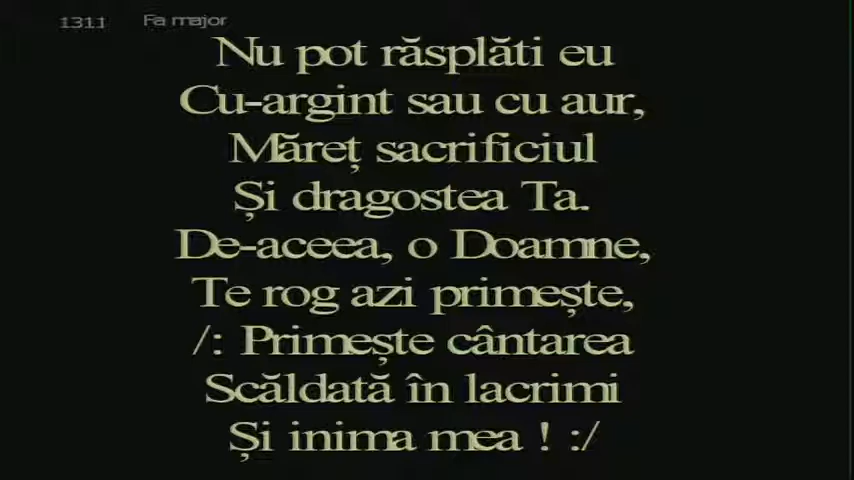 1311 Fa major
Nu pot răsplăti eu
Cu-argint sau cu aur,
Măreț sacrificiul
Și dragostea Ta.
De-aceea, o Doamne,
Te rog azi primește,
/: Primește cântarea
Scăldată în lacrimi
Și inima mea ! :/